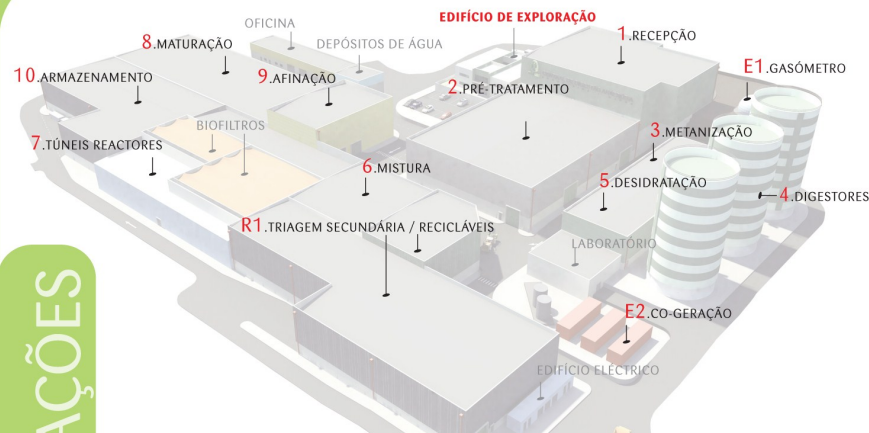 EDIFÍCIO DE EXPLORAÇÃO
OFICINA
1.RECEPÇÃO
8.MATURAÇÃO
DEPÓSITOS DE ÁGUA
E1.GASÓMETRO
10.ARMAZENAMENTO
9.AFINAÇÃO
2.PRÉ-TRATAMENTO
BIOFILTROS
3.METANIZAÇÃO
7.TÚNEIS REACTORES
6.MISTURA
5.DESIDRATAÇÃO
4.DIGESTORES
R1.TRIAGEM SECUNDÁRIA / RECICLÁVEIS
LABORATÓRIO
E2.CO-GERAÇÃO
EDIFÍCIO ELÉCTRICO
AÇÕES